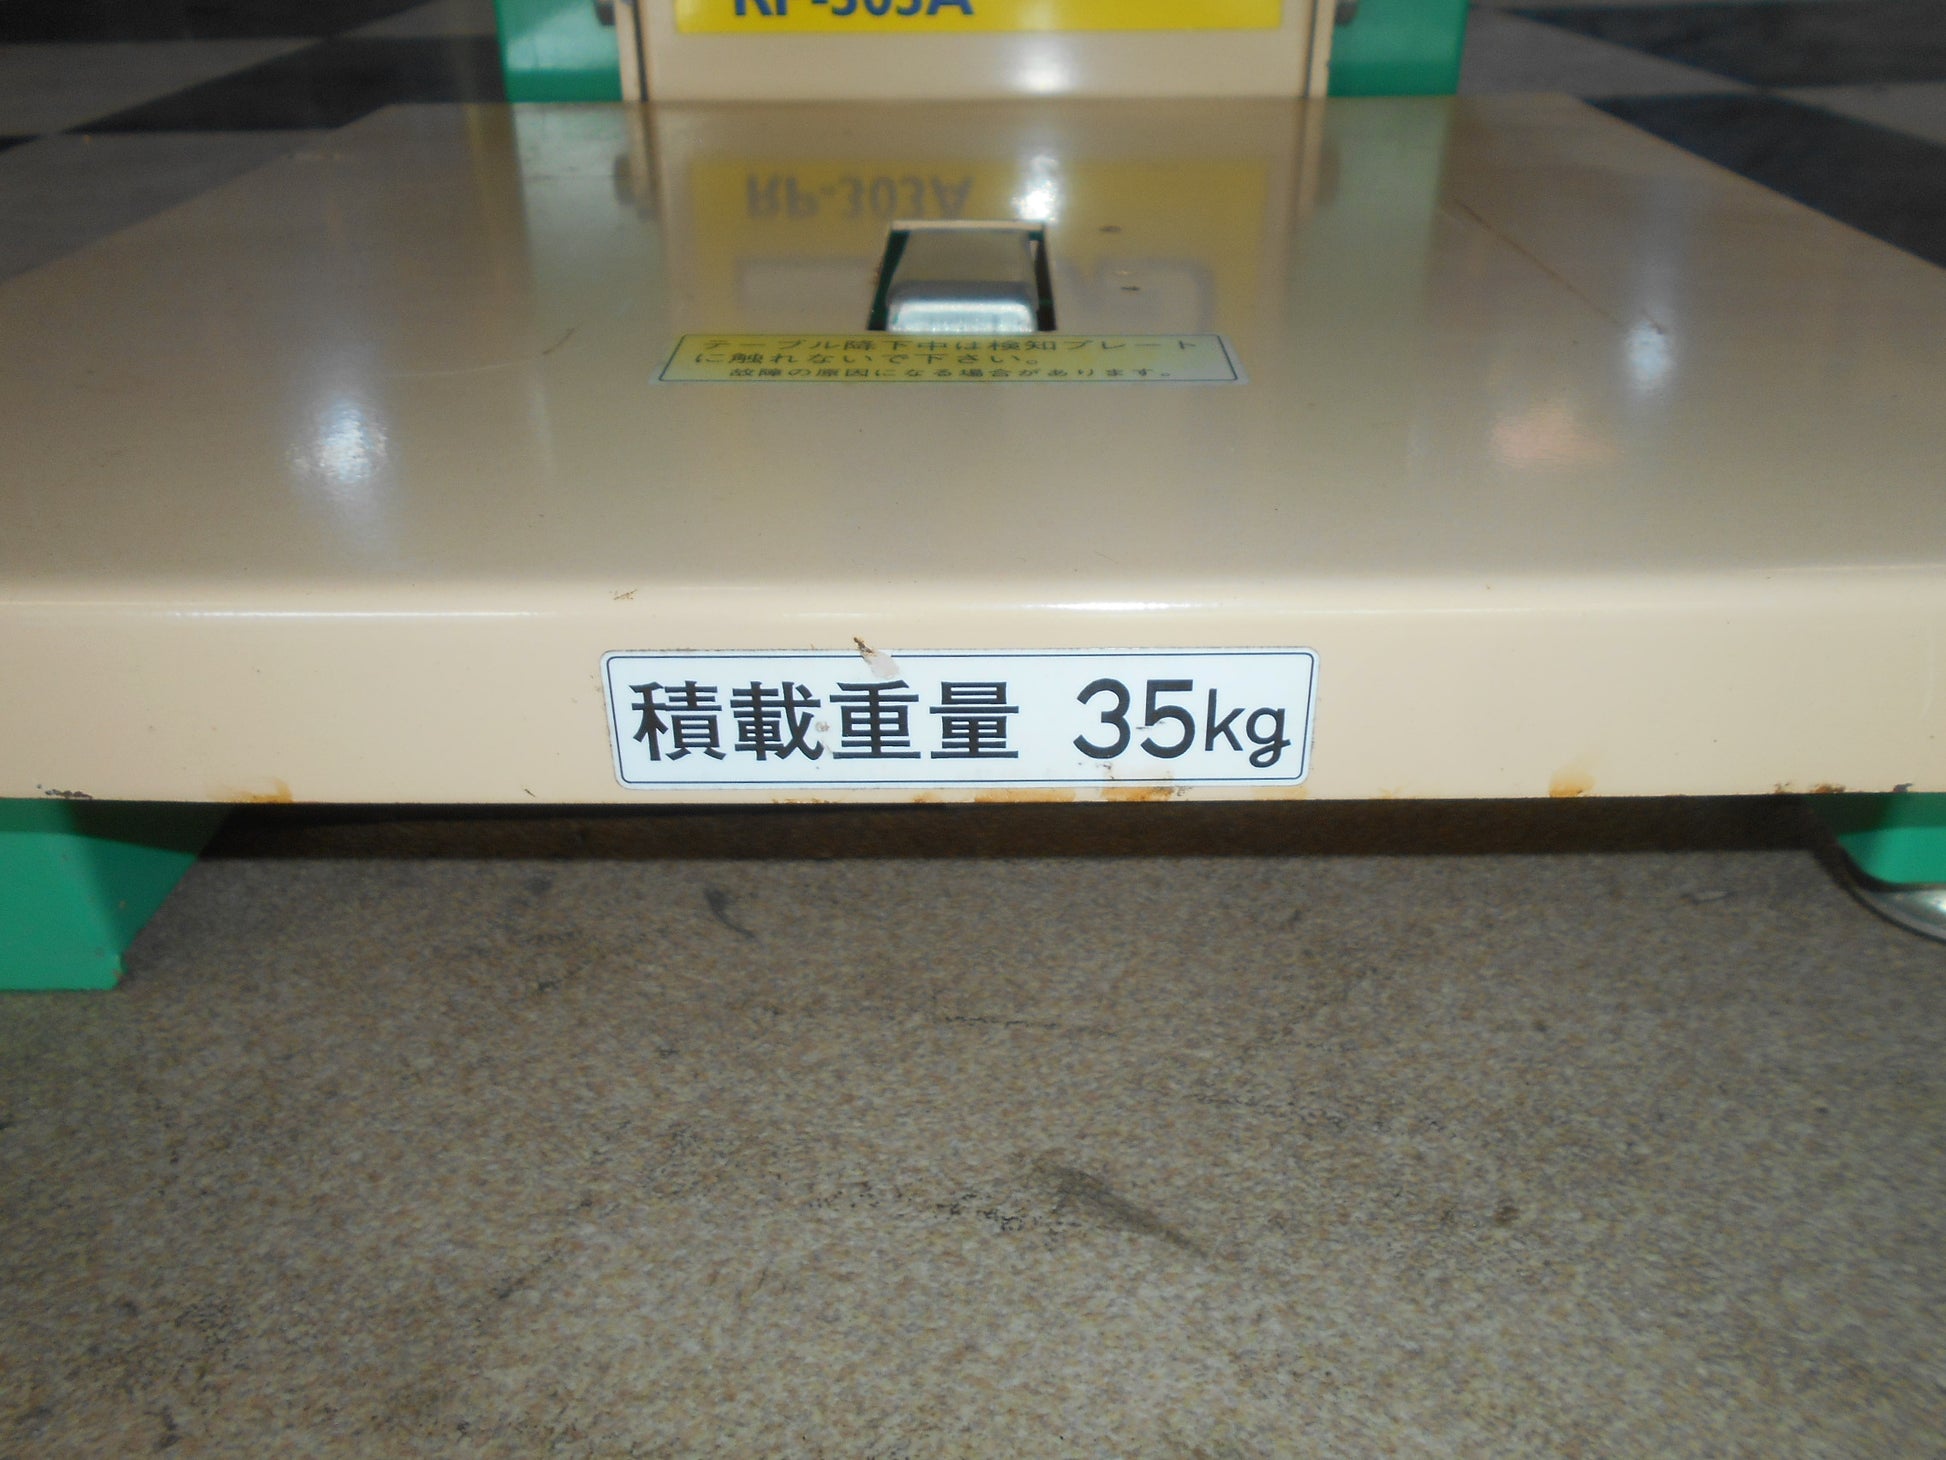 RP-303A
テーブル降下中は検知プレート
に触れないで下さい。
故障の原因になる場合があります。
積載重量 35kg